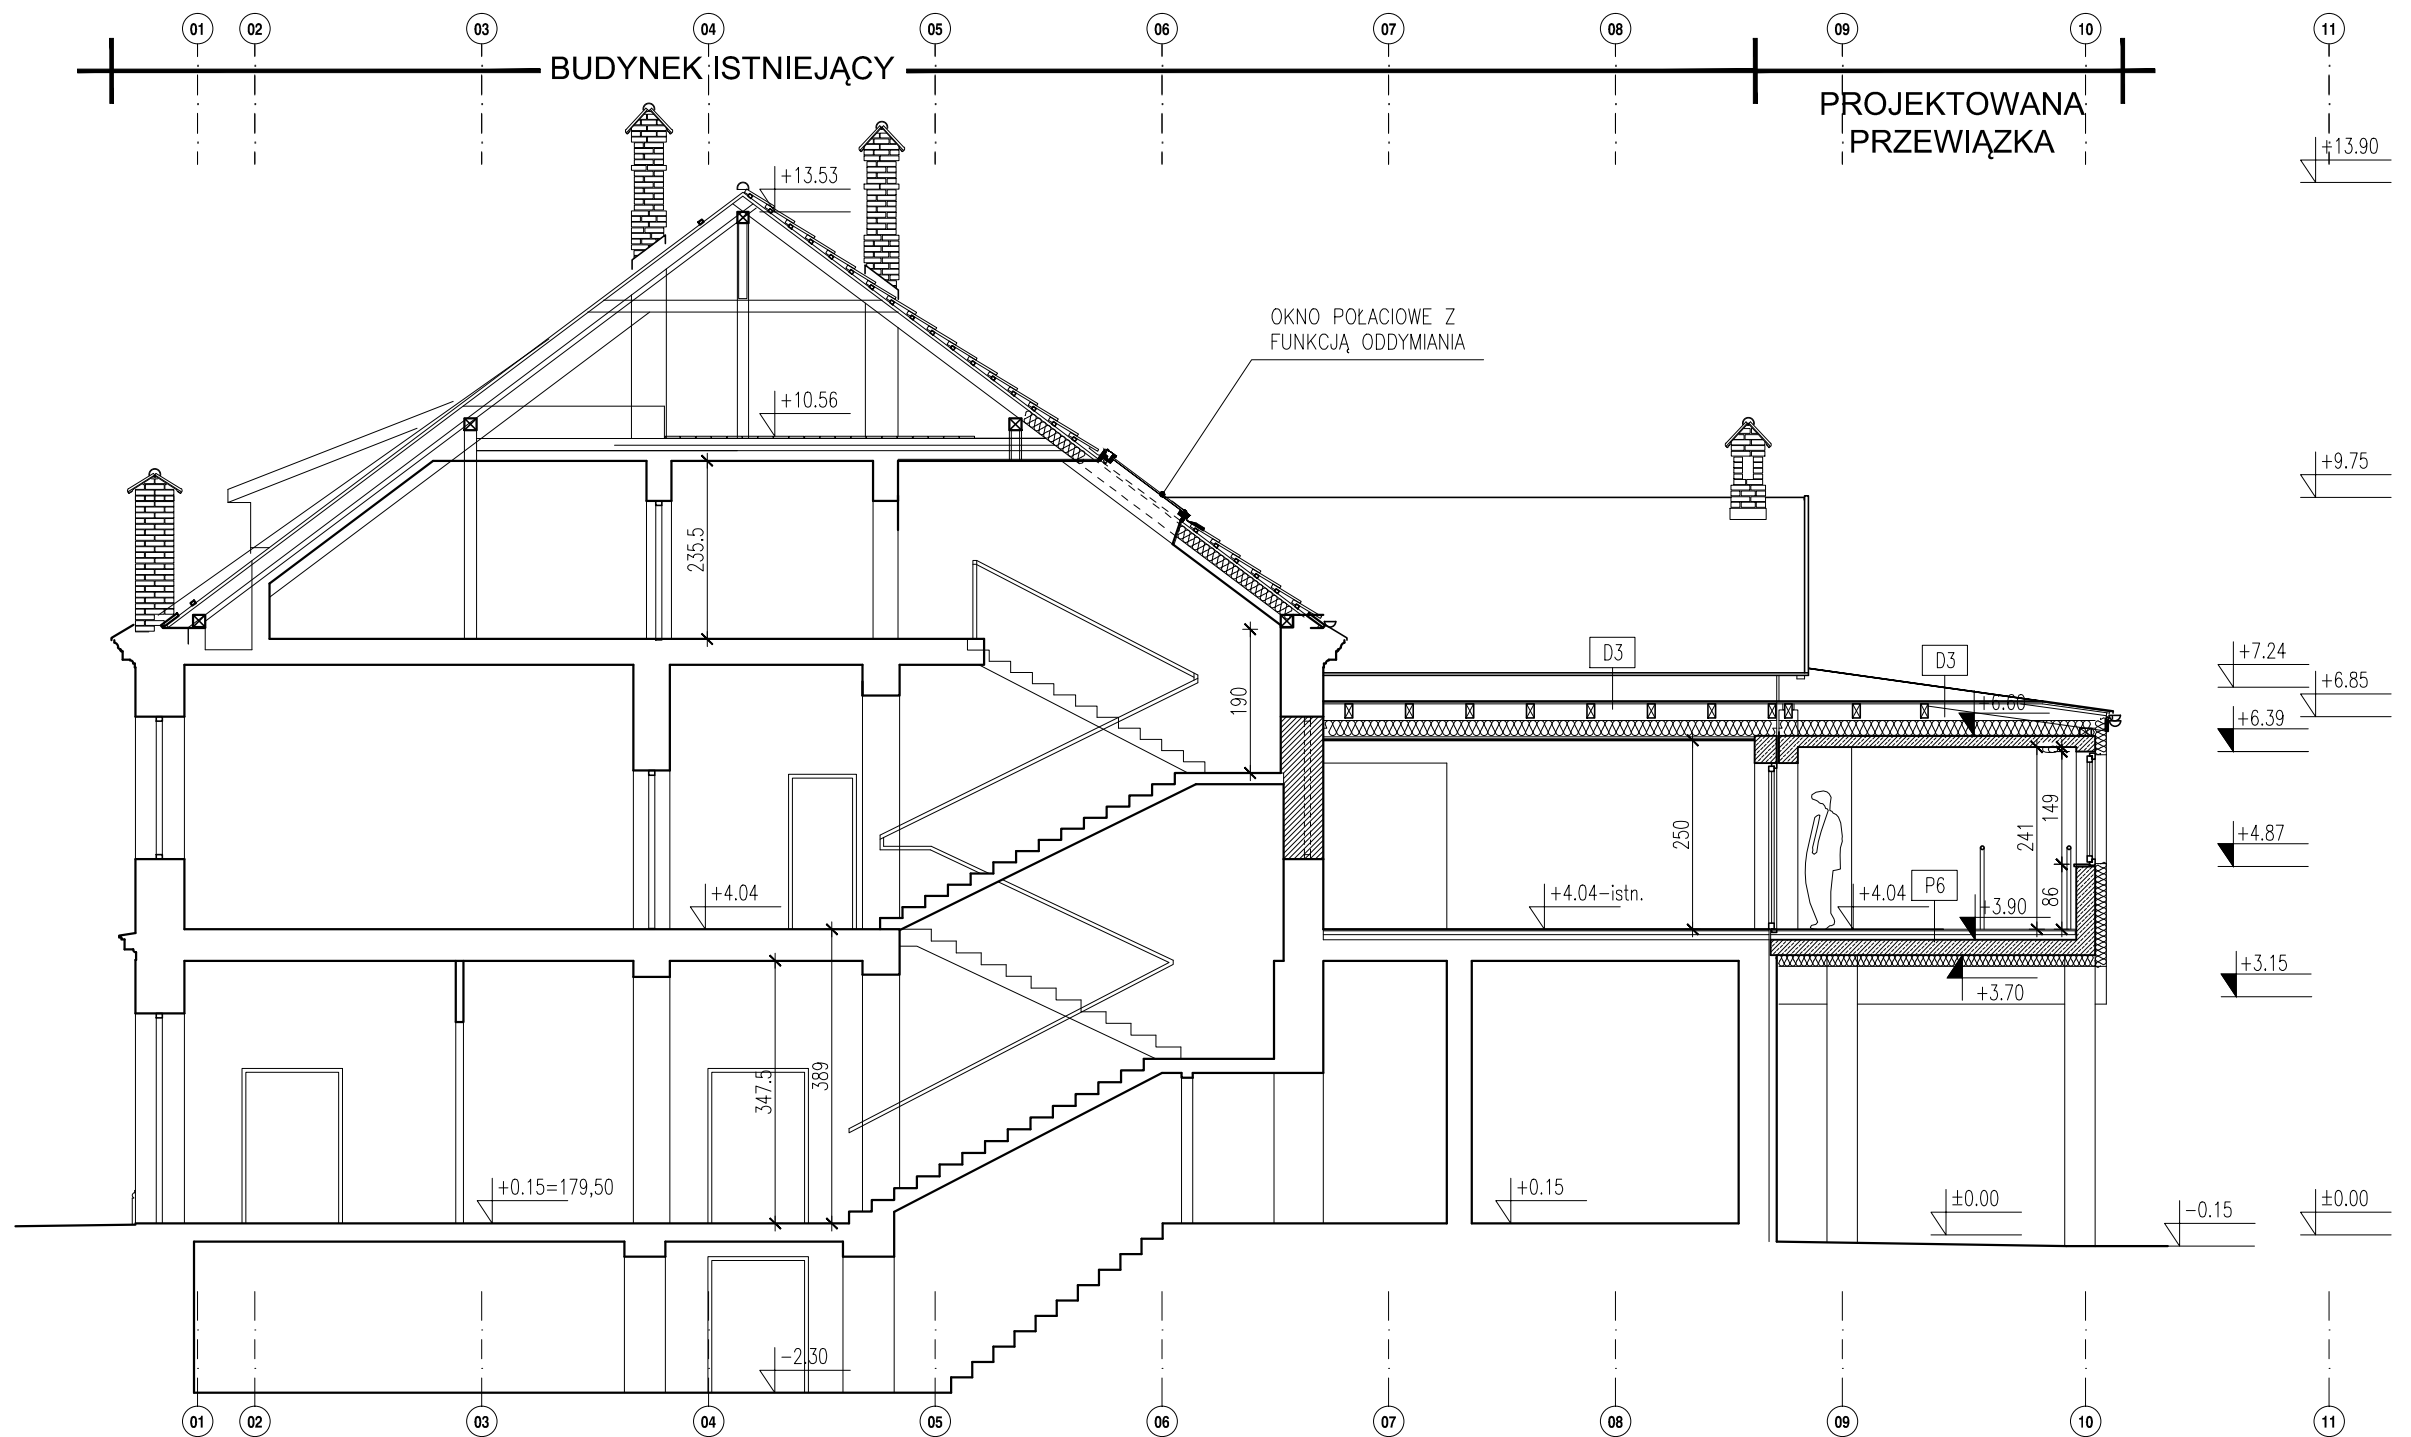 01 02 03 04 05 06 07 08 09 10 11
BUDYNEK ISTNIEJĄCY
PROJEKTOWANA
PRZEWIĄZKA
+13.90
+13.53
OKNO POŁACIOWE Z
FUNKCJĄ ODDYMIANIA
+10.56
+9.75
235.5
D3
D3
+7.24
+6.85
190
+6.60
+6.39
250
241
149
+4.87
86
P6
+4.04
+4.04-istn.
+4.04
+3.90
+3.15
+3.70
347.5
389
+0.15=179,50
+0.15
±0.00
-0.15
±0.00
-2.30
01 02 03 04 05 06 07 08 09 10 11